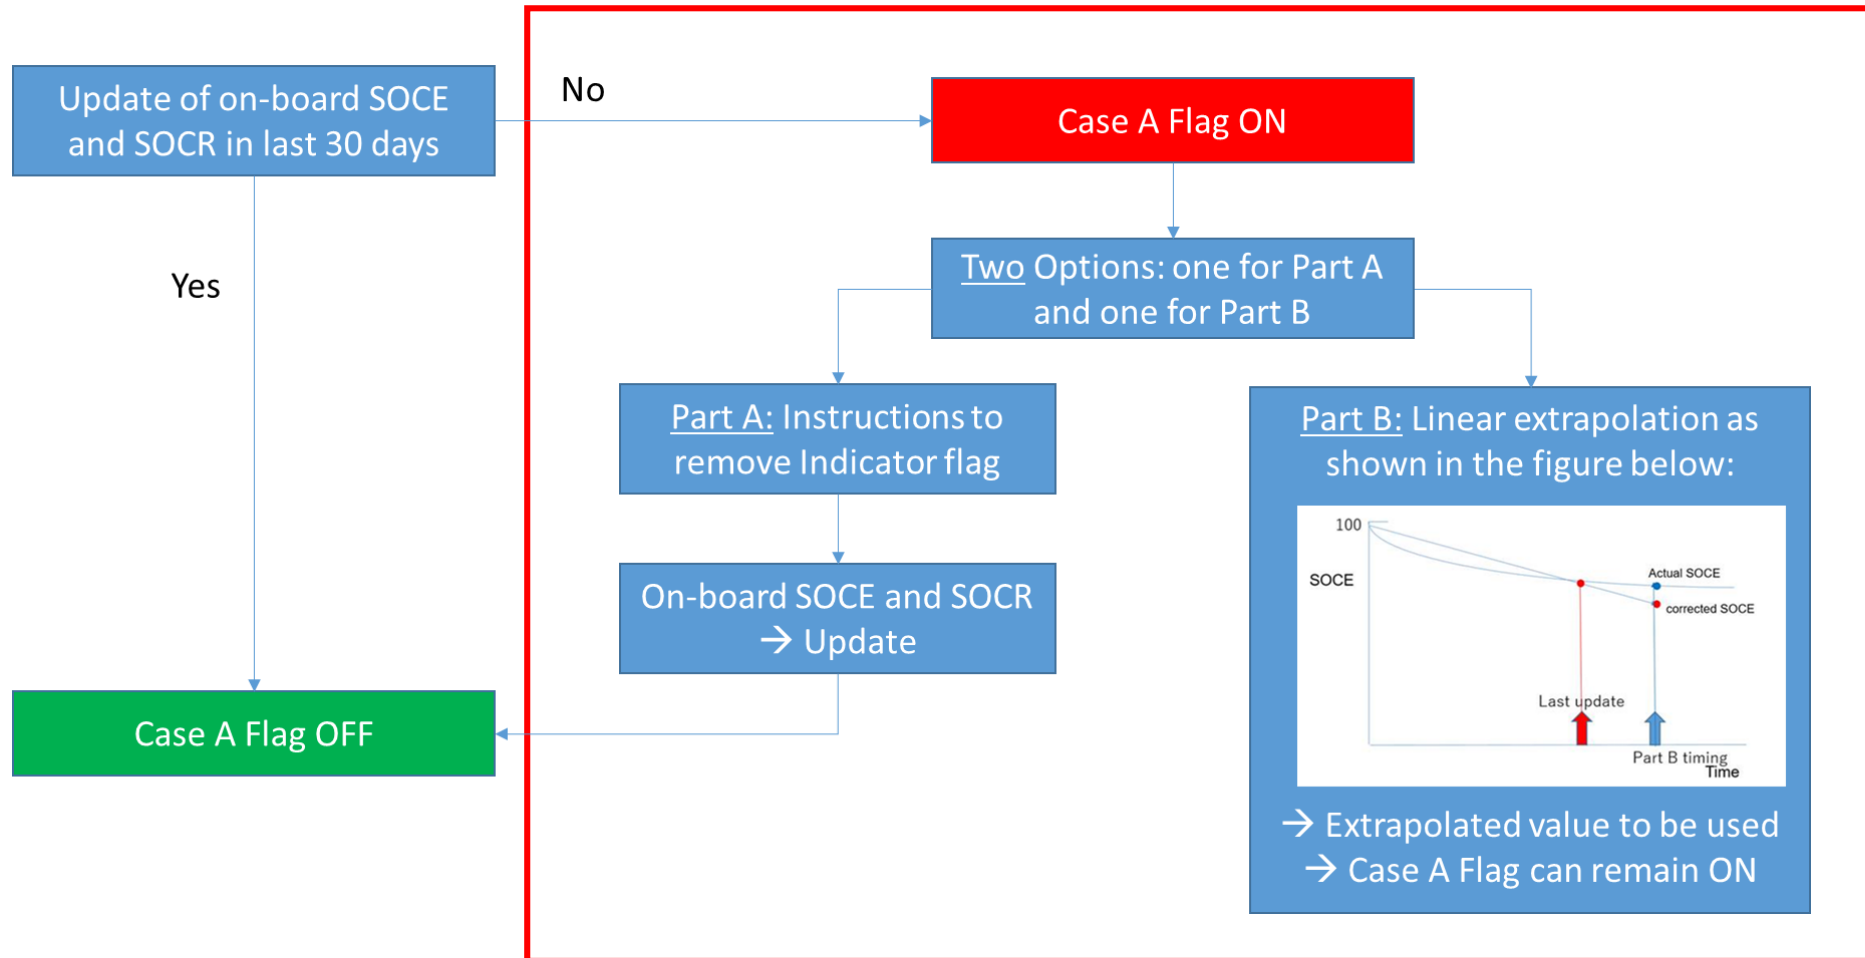 Update of on-board SOCE
and SOCR in last 30 days
No
Case A Flag ON
Yes
Two Options: one for Part A
and one for Part B
Part A: Instructions to
remove Indicator flag
On-board SOCE and SOCR
→ Update
Case A Flag OFF
Part B: Linear extrapolation as
shown in the figure below:
100
SOCE
Actual SOCE
corrected SOCE
Last update
Part B timing
Time
→ Extrapolated value to be used
→ Case A Flag can remain ON